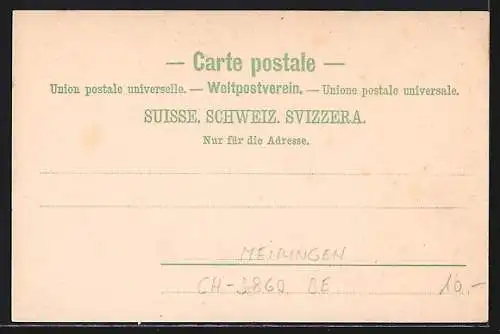 — Carte postale —
Union postale universelle. — Weltpostverein. — Unione postale universale.
SUISSE. SCHWEIZ. SVIZZERA.
Nur für die Adresse.
MEIRINGEN
CH-3860 BE 10.-